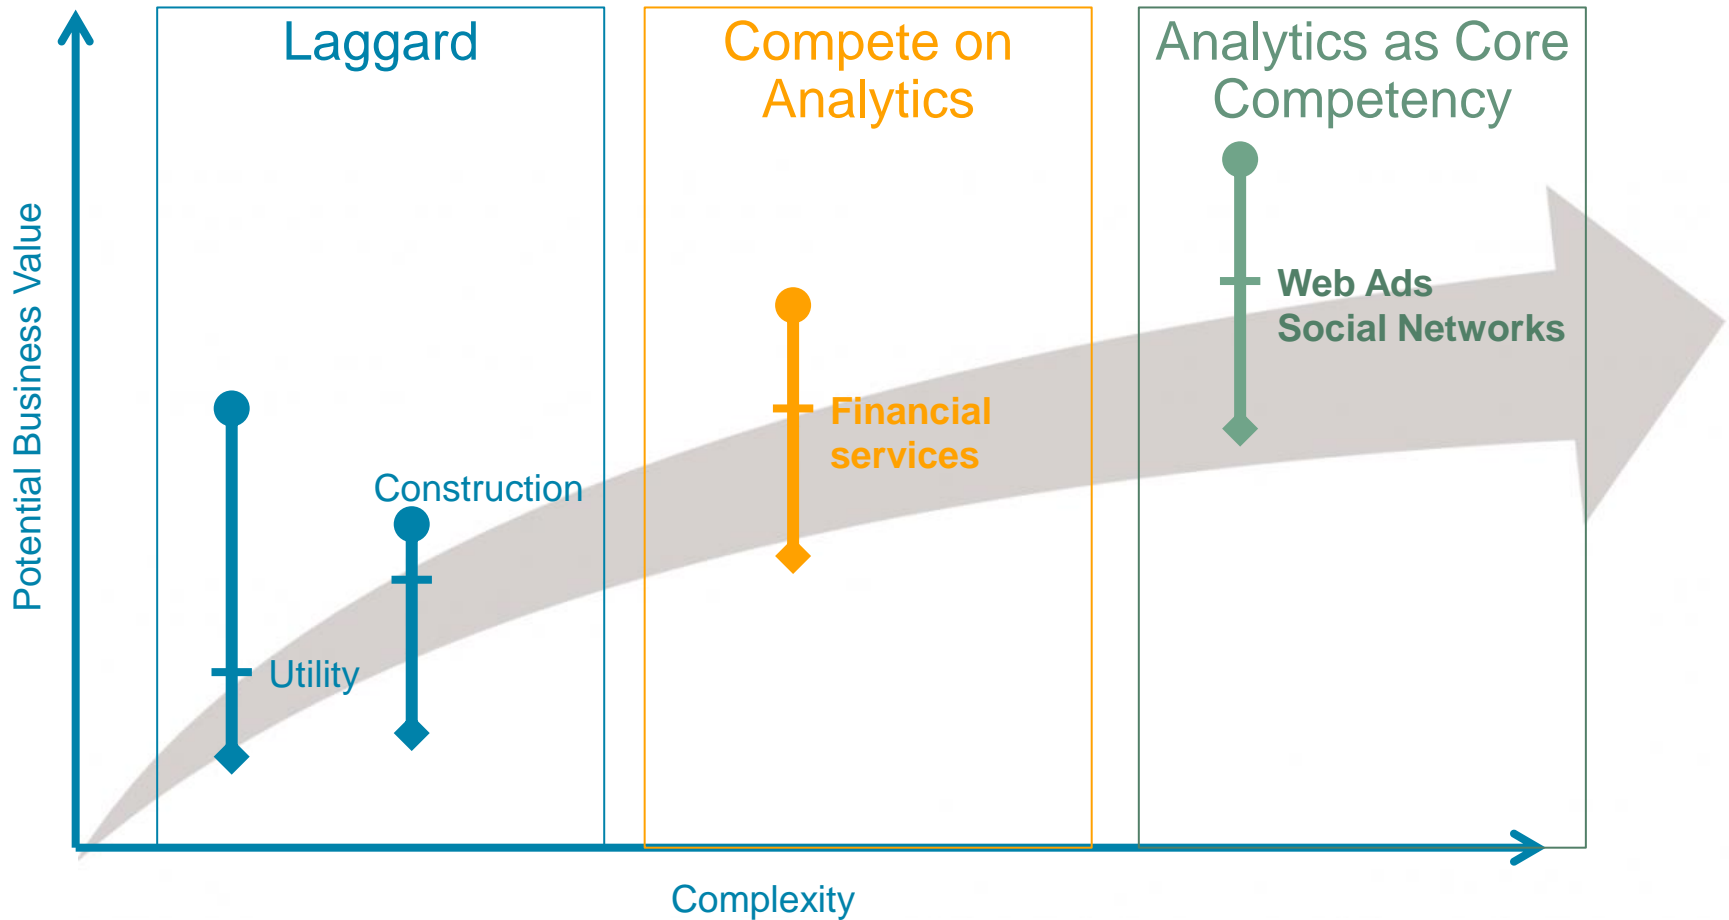 Laggard
Compete on
Analytics
Analytics as Core
Competency
Potential Business Value
Web Ads
Social Networks
Financial
services
Construction
Utility
Complexity